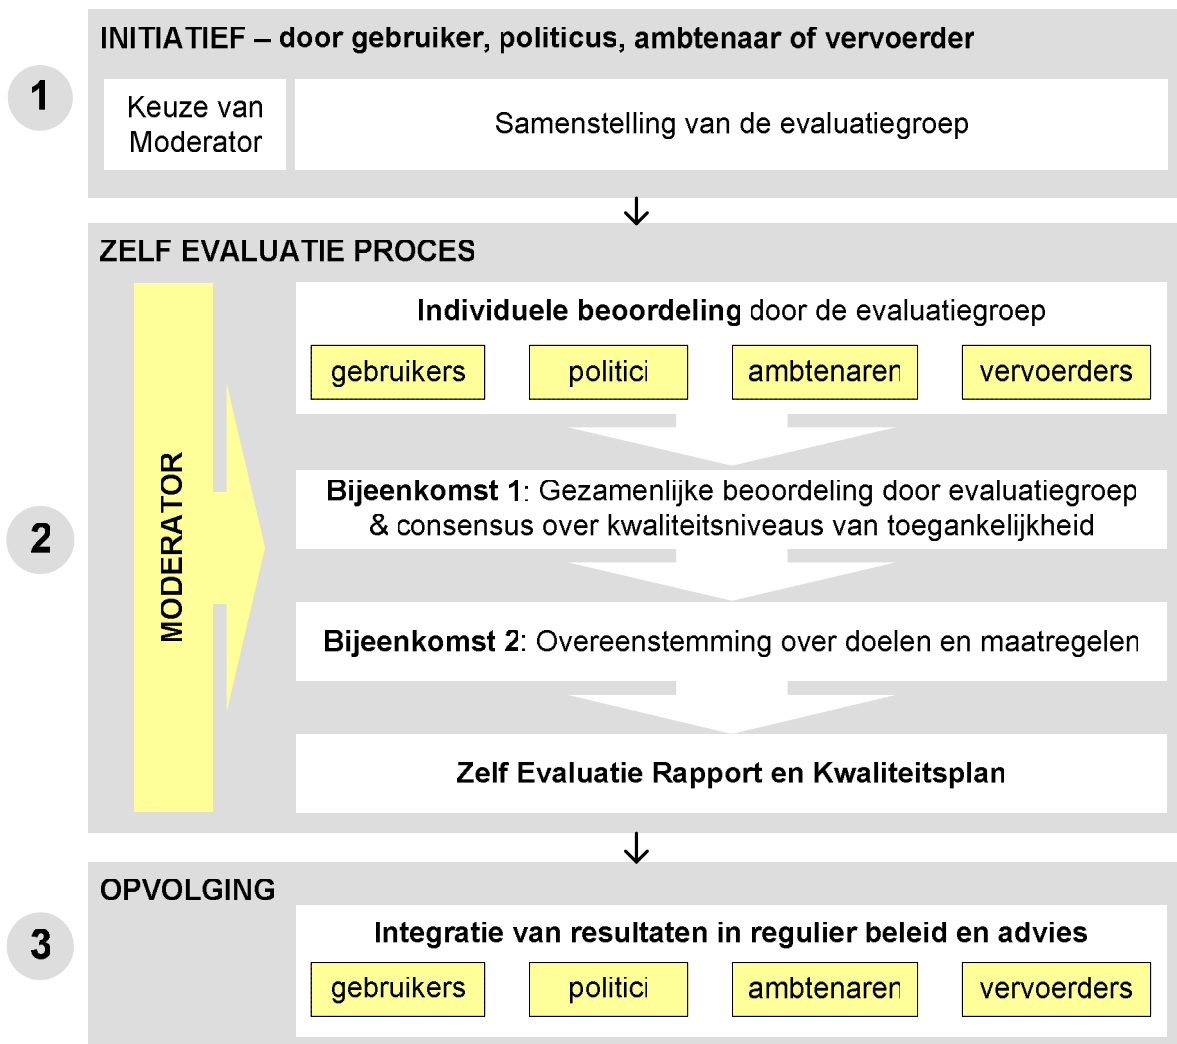 INITIATIEF – door gebruiker, politicus, ambtenaar of vervoerder
1
Keuze van
Moderator
Samenstelling van de evaluatiegroep
ZELF EVALUATIE PROCES
2
MODERATOR
Individuele beoordeling door de evaluatiegroep
gebruikers politici ambtenaren vervoerders
Bijeenkomst 1: Gezamenlijke beoordeling door evaluatiegroep
& consensus over kwaliteitsniveaus van toegankelijkheid
Bijeenkomst 2: Overeenstemming over doelen en maatregelen
Zelf Evaluatie Rapport en Kwaliteitsplan
OPVOLGING
3
Integratie van resultaten in regulier beleid en advies
gebruikers politici ambtenaren vervoerders